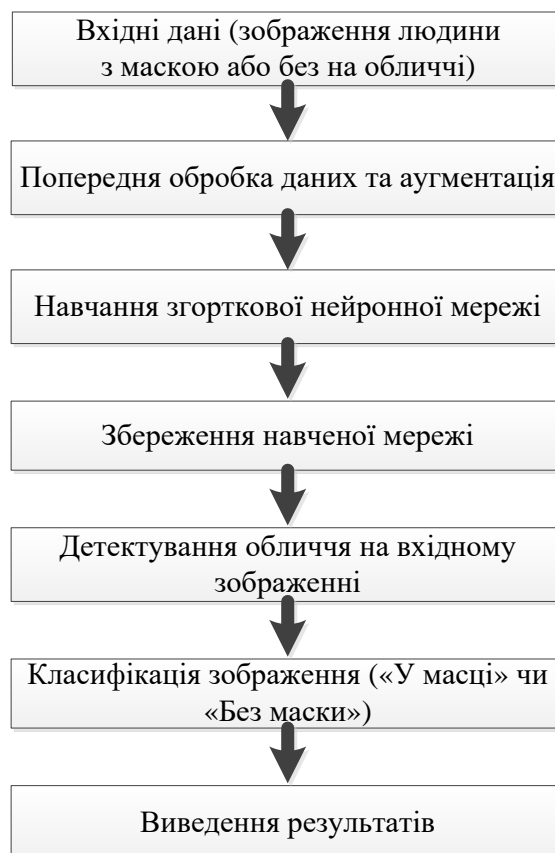 Вхідні дані (зображення людини
з маскою або без на обличчі)
Попередня обробка даних та аугментація
Навчання згорткової нейронної мережі
Збереження навченої мережі
Детектування обличчя на вхідному
зображенні
Класифікація зображення («У масці» чи
«Без маски»)
Виведення результатів